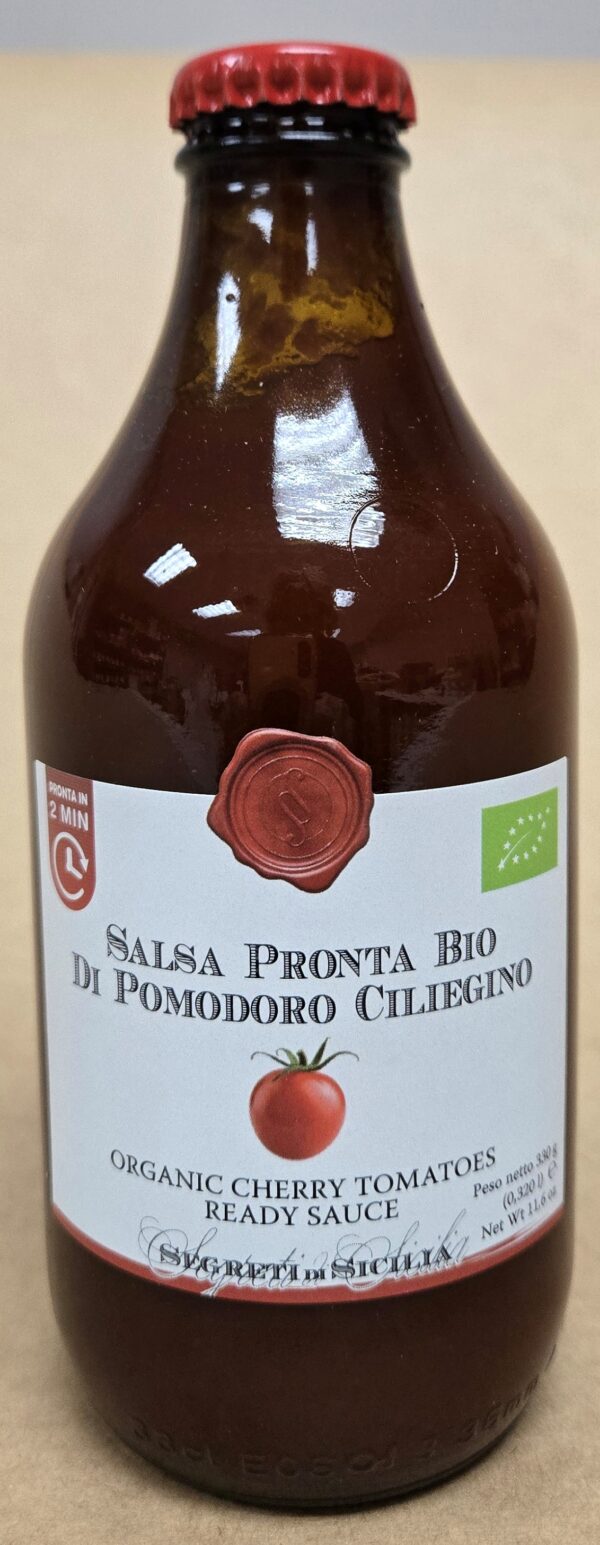 PRONTA IN
2 MIN
SALSA PRONTA BIO
DI POMODORO CILIEGINO
ORGANIC CHERRY TOMATOES
READY SAUCE
Peso netto 330 g
(0,320 l) e
Net Wt 11,6 oz
SEGRETI DI SICILIA